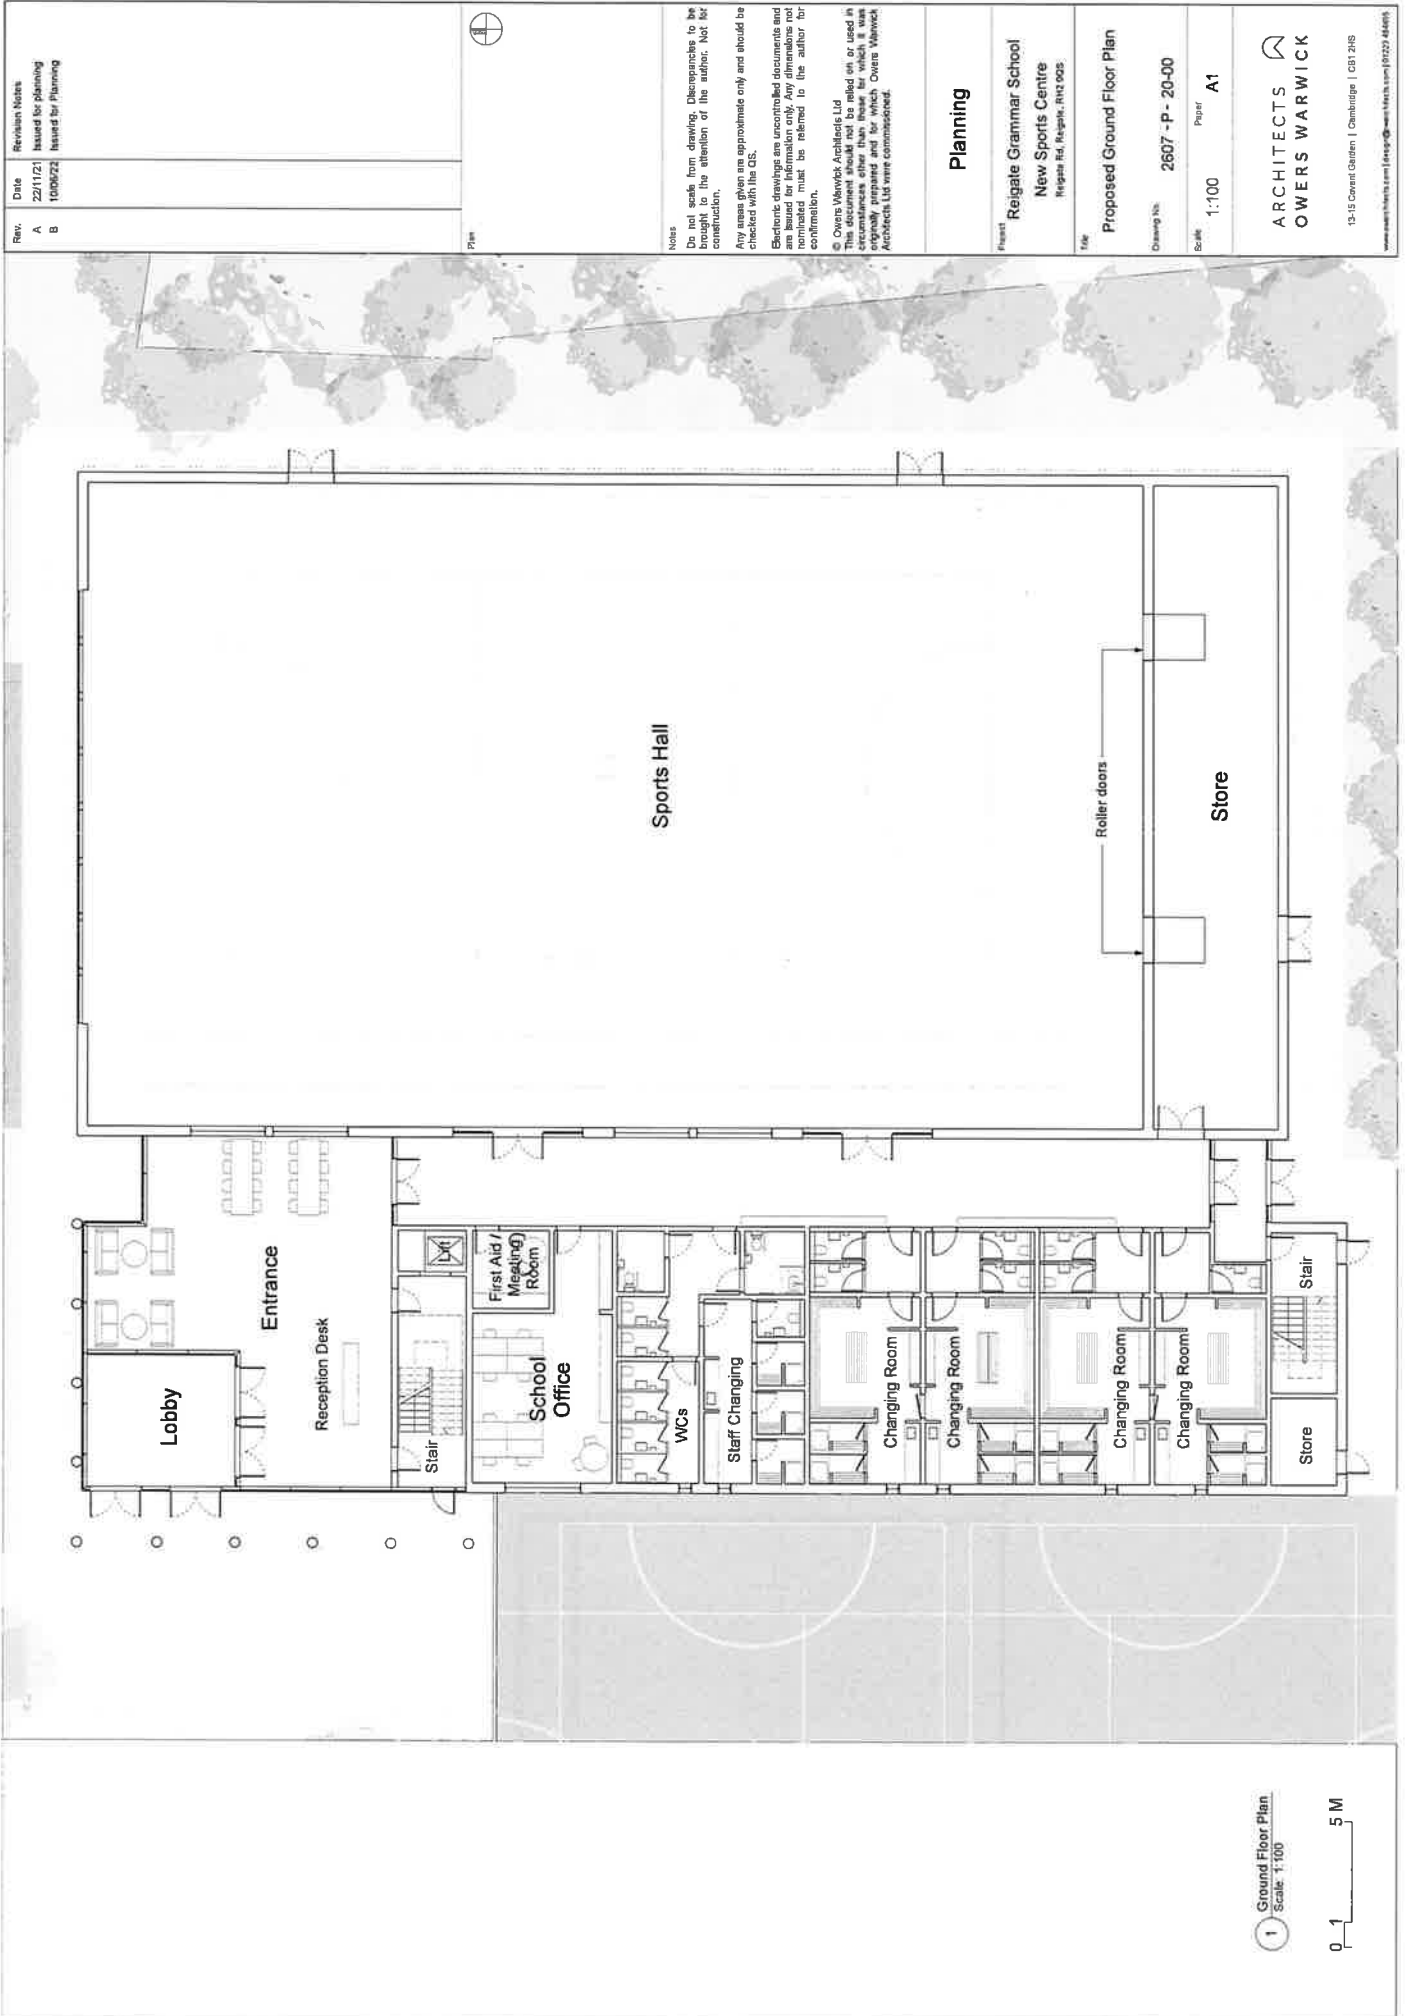 Rev.
Date
Revision Notes
A
22/11/21
Issued for planning
B
10/06/22
Issued for Planning
Plan
Notes
Do not scale from drawing. Discrepancies to be
brought to the attention of the author. Not for
construction.
Any areas given are approximate only and should be
checked with the QS.
Electronic drawings are uncontrolled documents and
are issued for information only. Any dimensions not
nominated must be referred to the author for
confirmation.
© Owers Warwick Architects Ltd
This document should not be relied on or used in
circumstances other than those for which it was
originally prepared and for which Owers Warwick
Architects Ltd were commissioned.
Planning
Project
Reigate Grammar School
New Sports Centre
Reigate Rd, Reigate, RH2 0QS
Title
Proposed Ground Floor Plan
Drawing No.
2607 - P - 20-00
Scale
1:100
Paper
A1
ARCHITECTS
OWERS WARWICK
13-15 Covent Garden | Cambridge | CB1 2HS
Sports Hall
Roller doors
Store
Entrance
Lobby
Reception Desk
Lift
Stair
First Aid /
Meeting
Room
School
Office
WCs
Staff Changing
Changing Room
Changing Room
Changing Room
Changing Room
Stair
Store
1
Ground Floor Plan
Scale: 1:100
0 1 5 M